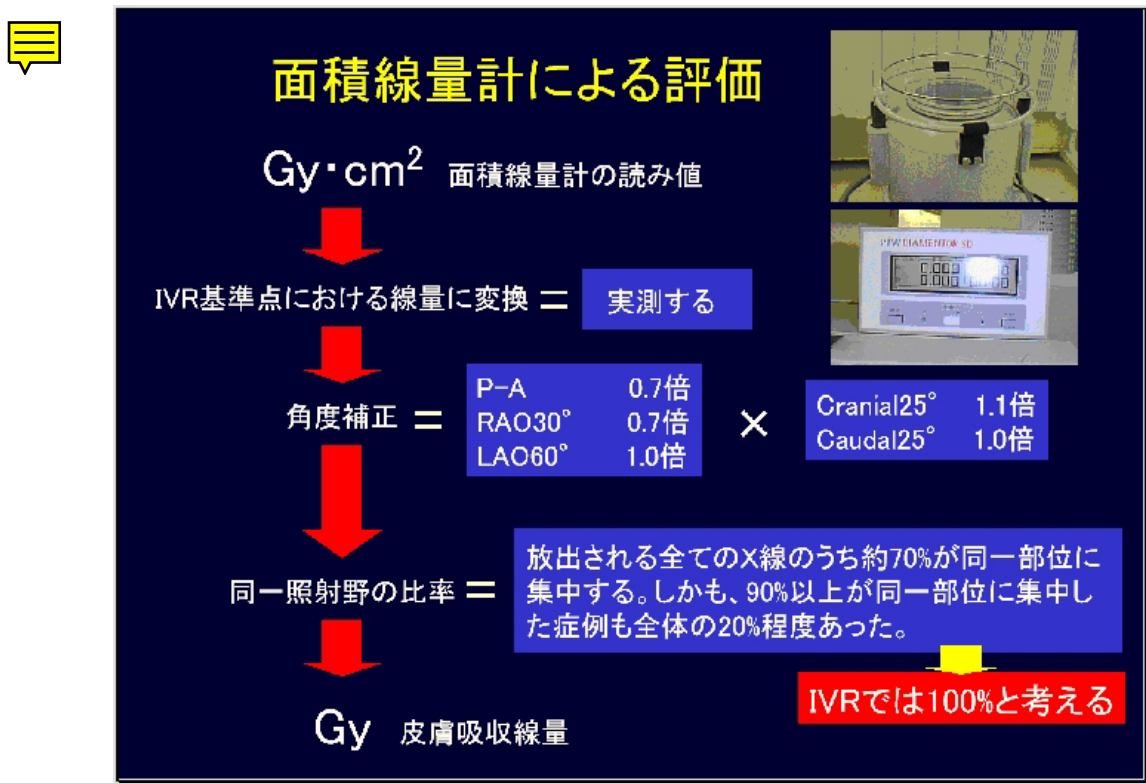 面積線量計による評価
Gy・cm² 面積線量計の読み値
PTW DIAMENTOR
IVR基準点における線量に変換 = 実測する
角度補正 =
P-A 0.7倍
RAO30° 0.7倍
LAO60° 1.0倍
×
Cranial25° 1.1倍
Caudal25° 1.0倍
同一照射野の比率 =
放出される全てのX線のうち約70%が同一部位に
集中する。しかも、90%以上が同一部位に集中し
た症例も全体の20%程度あった。
IVRでは100%と考える
Gy 皮膚吸収線量